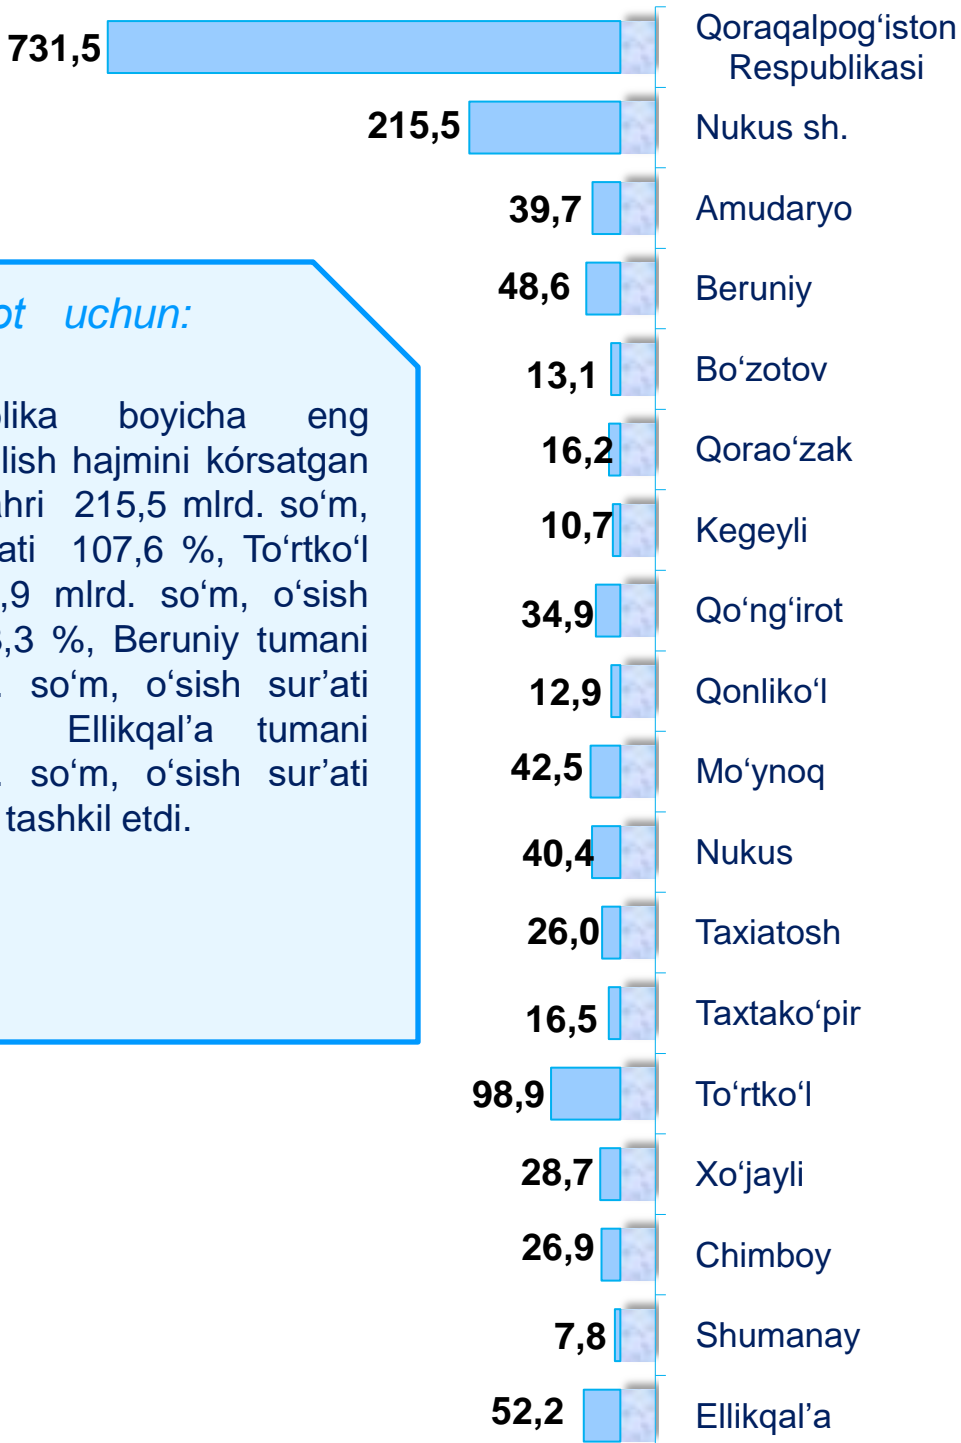 731,5 Qoraqalpog‘iston
Respublikasi
215,5 Nukus sh.
39,7 Amudaryo
48,6 Beruniy
13,1 Bo‘zotov
16,2 Qorao‘zak
10,7 Kegeyli
34,9 Qo‘ng‘irot
12,9 Qonliko‘l
42,5 Mo‘ynoq
40,4 Nukus
26,0 Taxiatosh
16,5 Taxtako‘pir
98,9 To‘rtko‘l
28,7 Xo‘jayli
26,9 Chimboy
7,8 Shumanay
52,2 Ellikqal’a
uchun:
boyicha eng
hajmini kórsatgan
215,5 mlrd. so‘m,
107,6 %, To‘rtko‘l
,9 mlrd. so‘m, o‘sish
,3 %, Beruniy tumani
so‘m, o‘sish sur’ati
Ellikqal’a tumani
so‘m, o‘sish sur’ati
tashkil etdi.